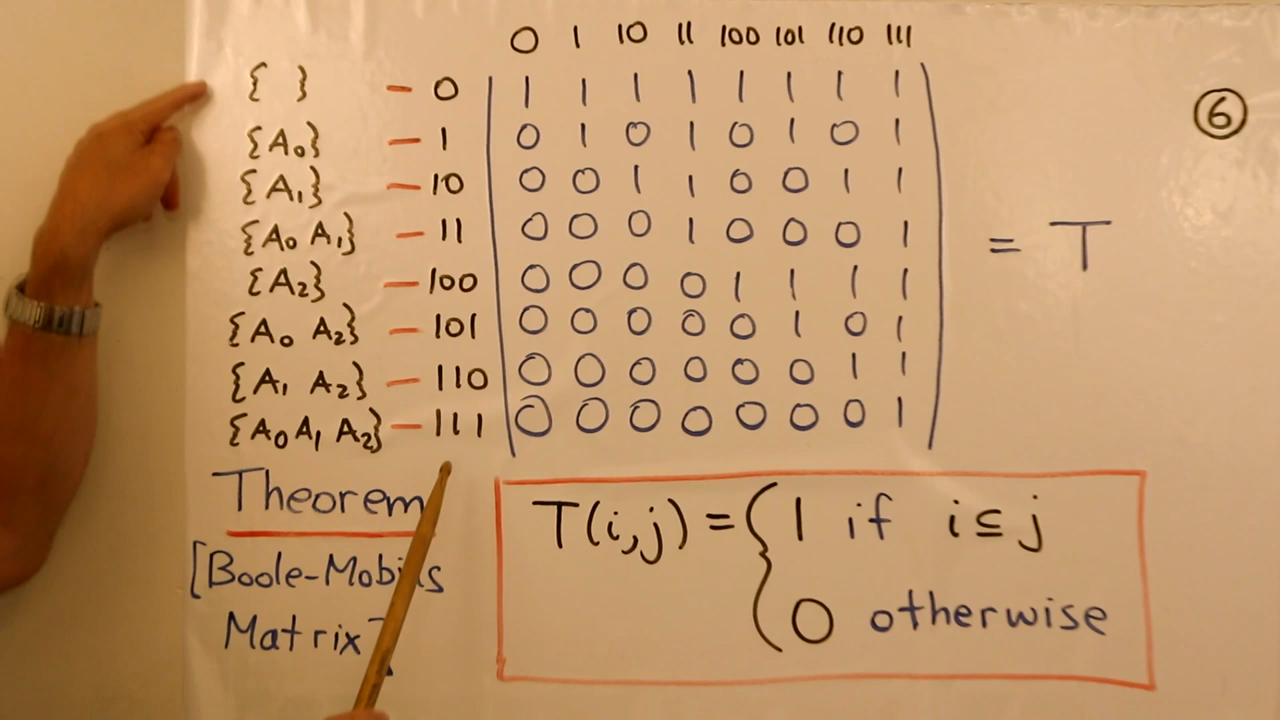 0 1 10 11 100 101 110 111
{ } - 0 1 1 1 1 1 1 1 1
⑥
{A₀} - 1 0 1 0 1 0 1 0 1
{A₁} - 10 0 0 1 1 0 0 1 1
{A₀ A₁} - 11 0 0 0 1 0 0 0 1
= T
{A₂} - 100 0 0 0 0 1 1 1 1
{A₀ A₂} - 101 0 0 0 0 0 1 0 1
{A₁ A₂} - 110 0 0 0 0 0 0 1 1
{A₀ A₁ A₂} - 111 0 0 0 0 0 0 0 1
Theorem
[Boole-
Matrix]
T(i,j) = { 1 if i ⊆ j
0 otherwise